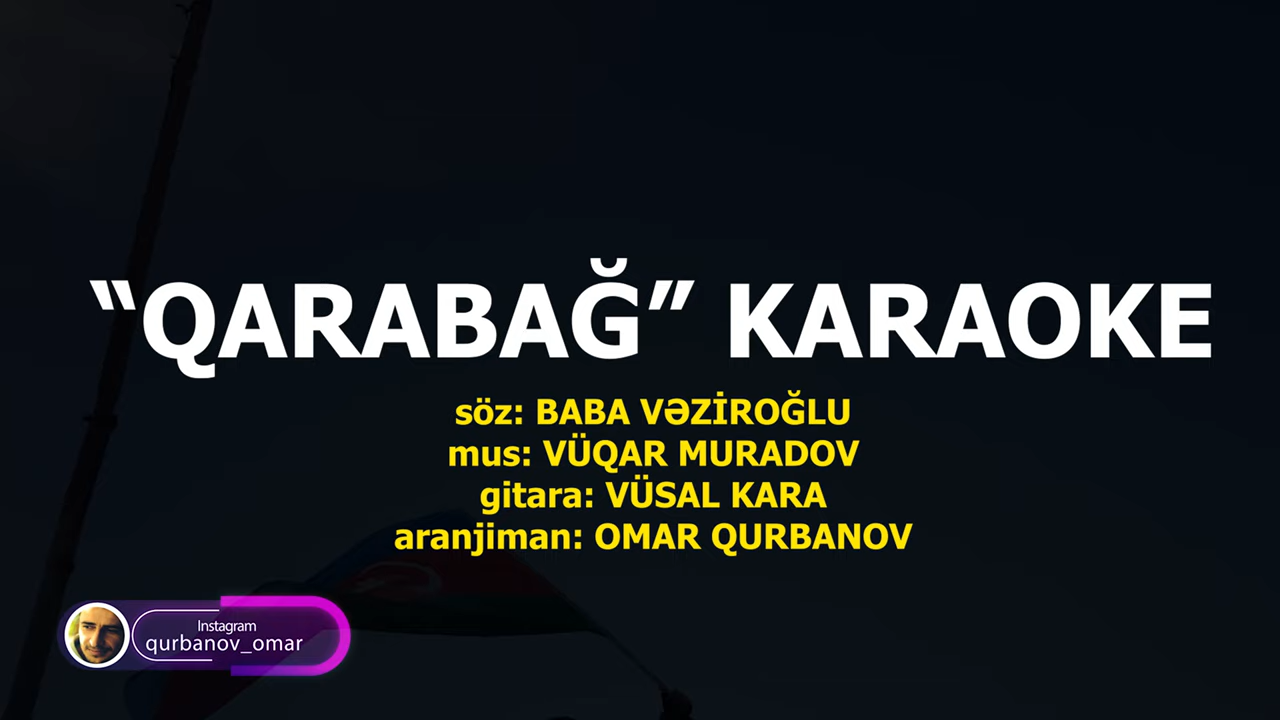 “QARABAĞ” KARAOKE
söz: BABA VƏZİROĞLU
mus: VÜQAR MURADOV
gitara: VÜSAL KARA
aranjiman: OMAR QURBANOV
Instagram
qurbanov_omar